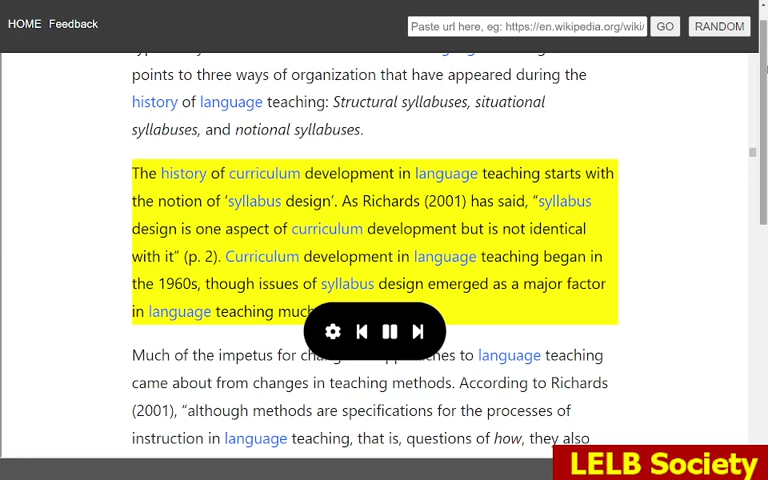 HOME Feedback
Paste url here, eg: https://en.wikipedia.org/wiki/
GO
RANDOM
points to three ways of organization that have appeared during the
history of language teaching: Structural syllabuses, situational
syllabuses, and notional syllabuses.
The history of curriculum development in language teaching starts with
the notion of ‘syllabus design’. As Richards (2001) has said, “syllabus
design is one aspect of curriculum development but is not identical
with it” (p. 2). Curriculum development in language teaching began in
the 1960s, though issues of syllabus design emerged as a major factor
in language teaching much
Much of the impetus for to language teaching
came about from changes in teaching methods. According to Richards
(2001), “although methods are specifications for the processes of
instruction in language teaching, that is, questions of how, they also
LELB Society